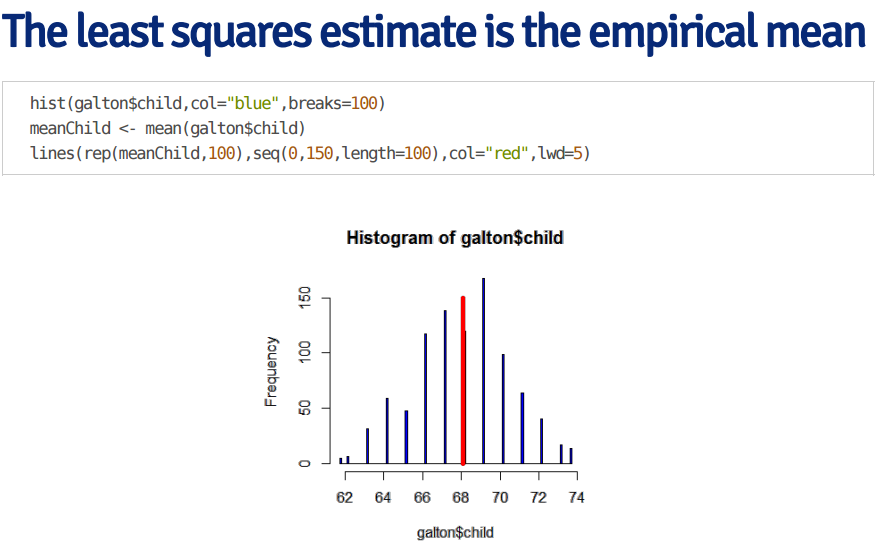 The least squares estimate is the empirical mean
hist(galton$child,col="blue",breaks=100)
meanChild <- mean(galton$child)
lines(rep(meanChild,100),seq(0,150,length=100),col="red",lwd=5)
Histogram of galton$child
Frequency
150
100
50
0
62 64 66 68 70 72 74
galton$child